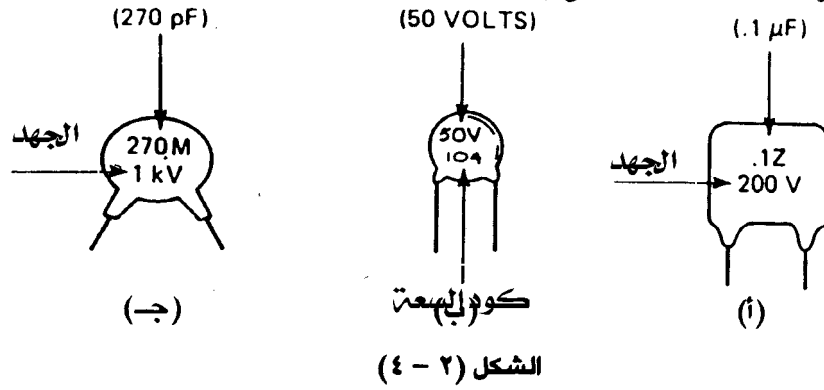 (.1 µF)
(50 VOLTS)
(270 pF)
.1Z
200 V
الجهد
50V
104
270M
1 kV
الجهد
(أ)
كود السعة
(ب)
(جـ)
الشكل (٢ - ٤)